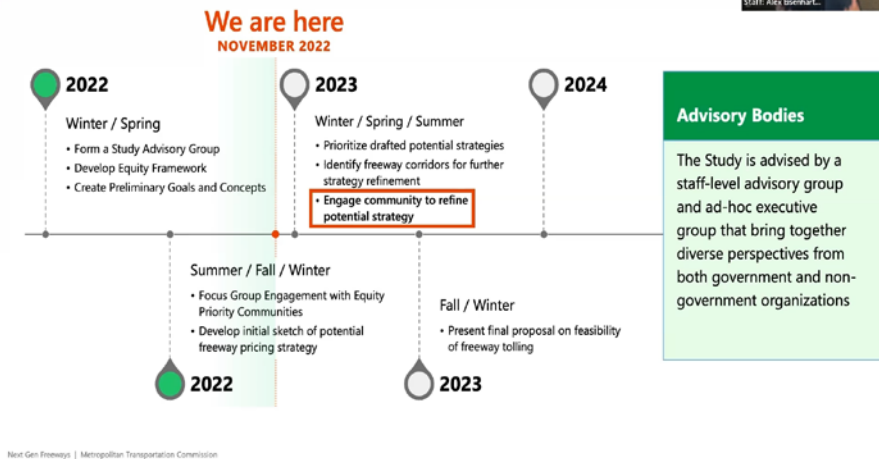 Staff: Alex Eisenhart...
We are here
NOVEMBER 2022
2022
Winter / Spring
• Form a Study Advisory Group
• Develop Equity Framework
• Create Preliminary Goals and Concepts
2023
Winter / Spring / Summer
• Prioritize drafted potential strategies
• Identify freeway corridors for further
strategy refinement
• Engage community to refine
potential strategy
2024
Summer / Fall / Winter
• Focus Group Engagement with Equity
Priority Communities
• Develop initial sketch of potential
freeway pricing strategy
2022
Fall / Winter
• Present final proposal on feasibility
of freeway tolling
2023
Advisory Bodies
The Study is advised by a
staff-level advisory group
and ad-hoc executive
group that bring together
diverse perspectives from
both government and non-
government organizations
Next Gen Freeways | Metropolitan Transportation Commission